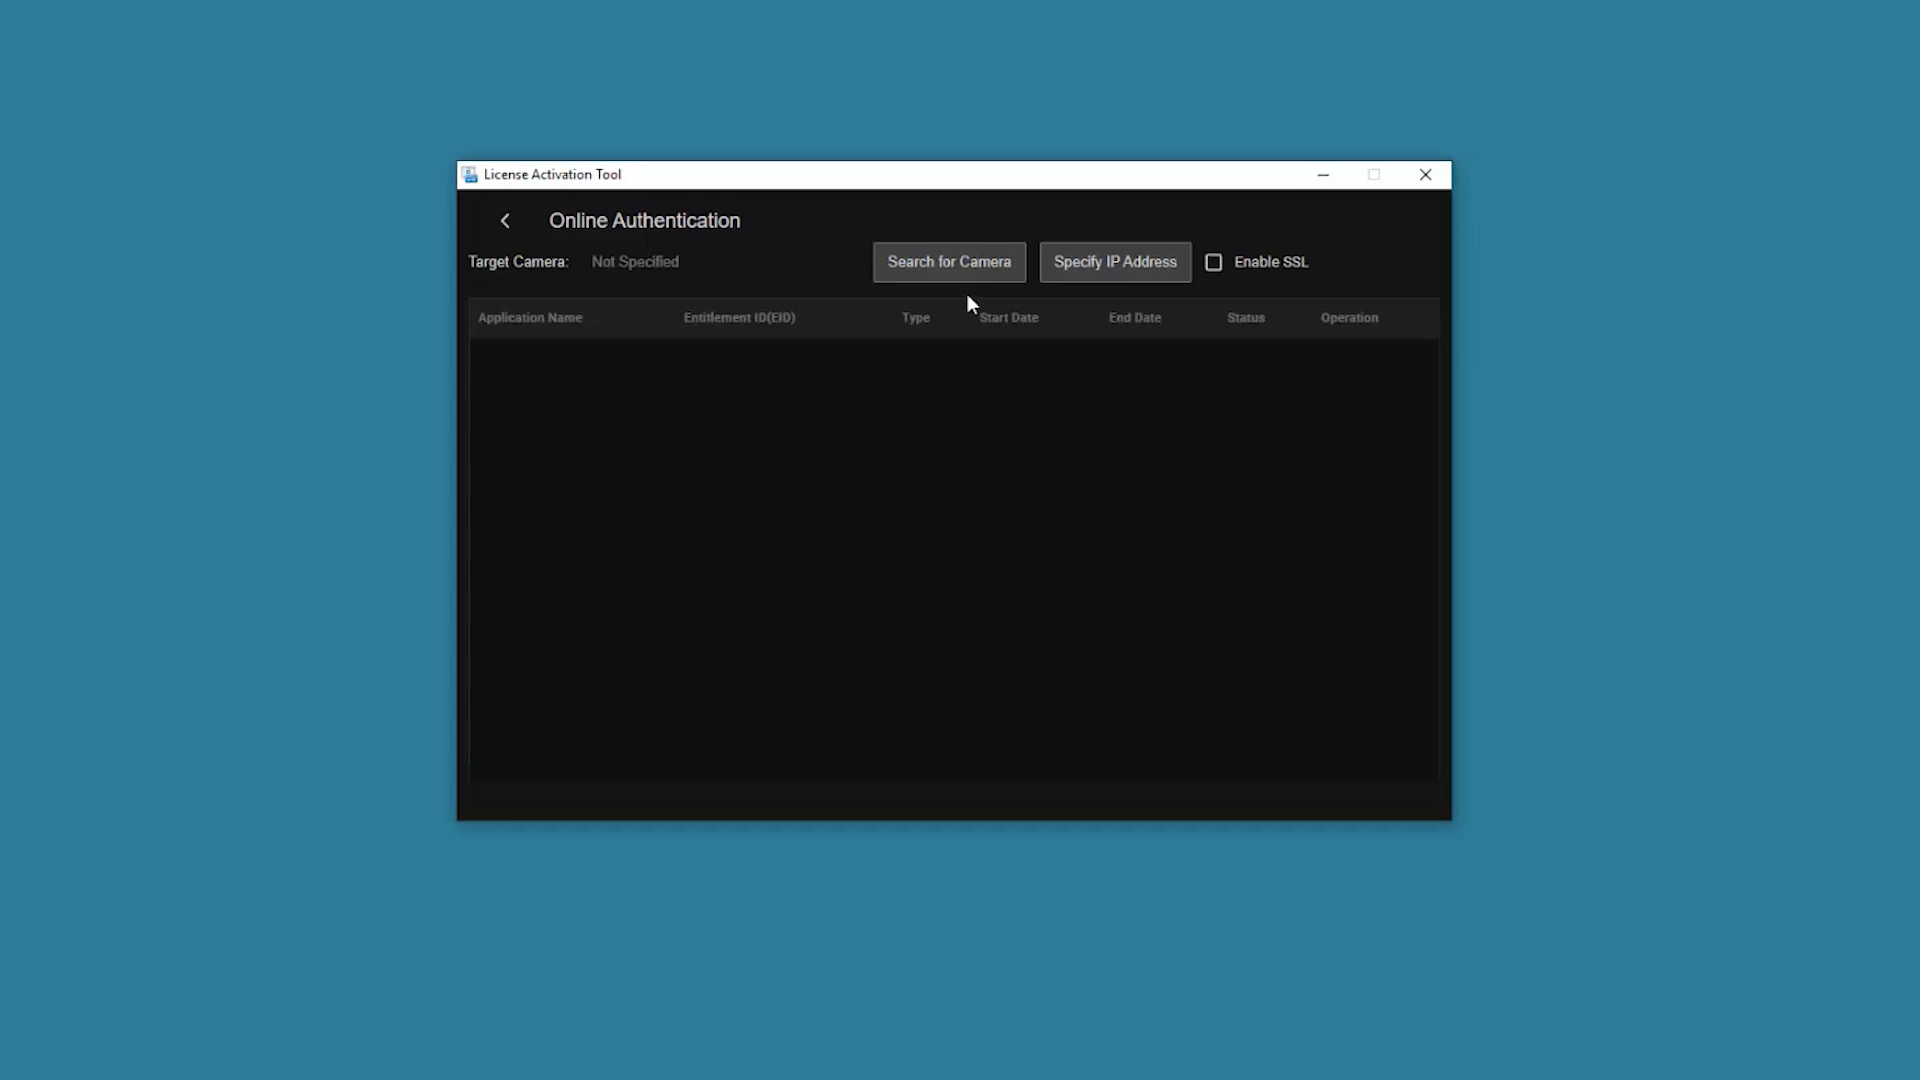 License Activation Tool
Online Authentication
Target Camera: Not Specified Search for Camera Specify IP Address Enable SSL
Application Name Entitlement ID(EID) Type Start Date End Date Status Operation